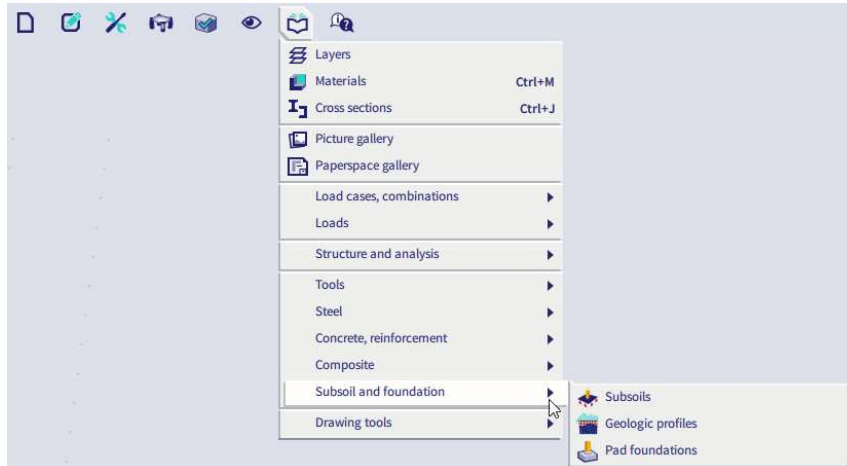 Layers
Materials Ctrl+M
Cross sections Ctrl+J
Picture gallery
Paperspace gallery
Load cases, combinations
Loads
Structure and analysis
Tools
Steel
Concrete, reinforcement
Composite
Subsoil and foundation
Subsoils
Drawing tools
Geologic profiles
Pad foundations